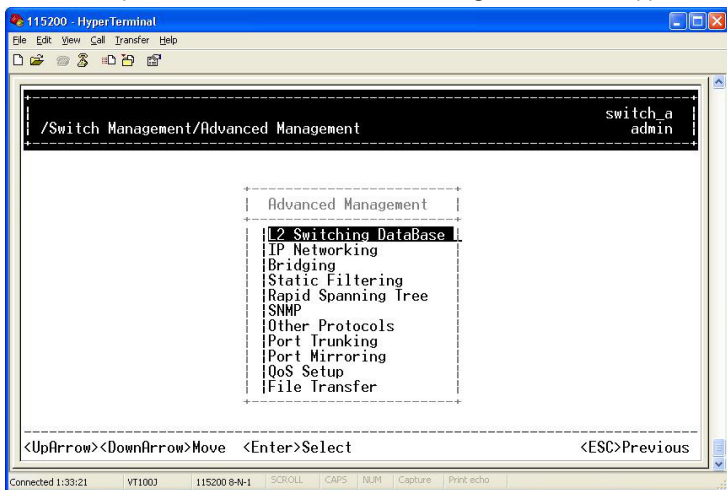 115200 - HyperTerminal
File Edit View Call Transfer Help
switch_a
/Switch Management/Advanced Management admin
Advanced Management
L2 Switching DataBase
IP Networking
Bridging
Static Filtering
Rapid Spanning Tree
SNMP
Other Protocols
Port Trunking
Port Mirroring
QoS Setup
File Transfer
<UpArrow><DownArrow>Move <Enter>Select <ESC>Previous
Connected 1:33:21 VT100J 115200 8-N-1 SCROLL CAPS NUM Capture Print echo